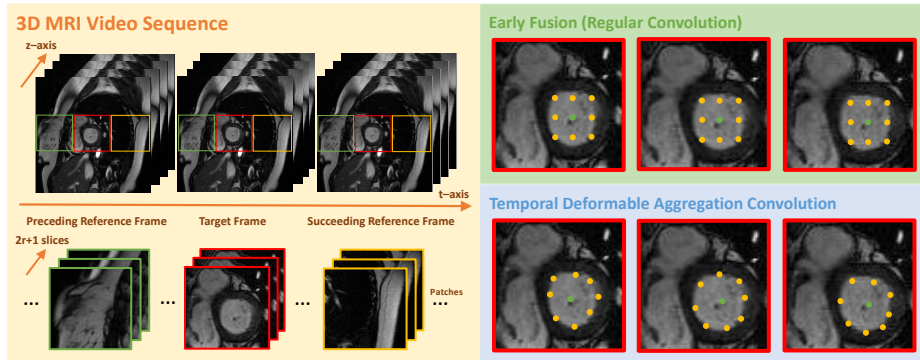 3D MRI Video Sequence
z–axis
t–axis
Preceding Reference Frame
Target Frame
Succeeding Reference Frame
2r+1 slices
...
...
...
...
Patches
Early Fusion (Regular Convolution)
Temporal Deformable Aggregation Convolution